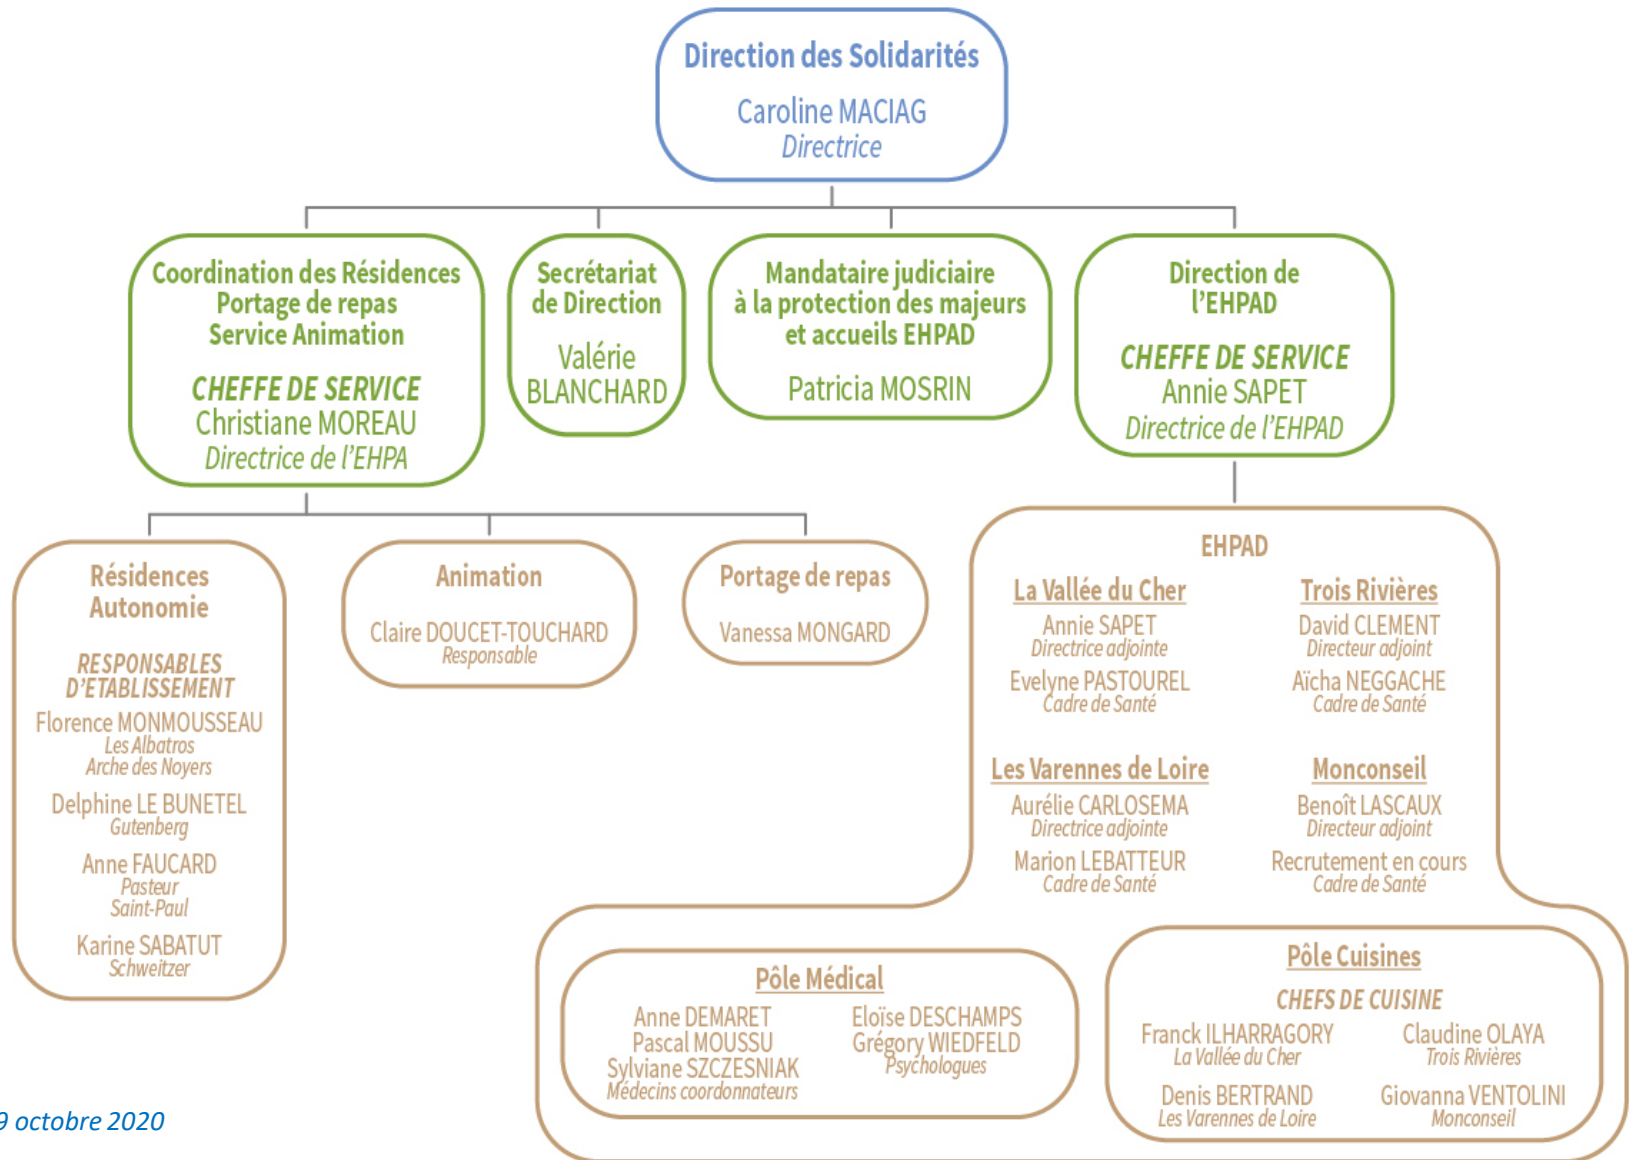 Direction des Solidarités
Caroline MACIAG
Directrice
Coordination des Résidences
Portage de repas
Service Animation
CHEFFE DE SERVICE
Christiane MOREAU
Directrice de l'EHPA
Secrétariat
de Direction
Valérie
BLANCHARD
Mandataire judiciaire
à la protection des majeurs
et accueils EHPAD
Patricia MOSRIN
Direction de
l'EHPAD
CHEFFE DE SERVICE
Annie SAPET
Directrice de l'EHPAD
Résidences
Autonomie
RESPONSABLES
D'ETABLISSEMENT
Florence MONMOUSSEAU
Les Albatros
Arche des Noyers
Delphine LE BUNETEL
Gutenberg
Anne FAUCARD
Pasteur
Saint-Paul
Karine SABATUT
Schweitzer
Animation
Claire DOUCET-TOUCHARD
Responsable
Portage de repas
Vanessa MONGARD
EHPAD
La Vallée du Cher
Annie SAPET
Directrice adjointe
Evelyne PASTOUREL
Cadre de Santé
Trois Rivières
David CLEMENT
Directeur adjoint
Aïcha NEGGACHE
Cadre de Santé
Les Varennes de Loire
Aurélie CARLOSEMA
Directrice adjointe
Marion LEBATTEUR
Cadre de Santé
Monconseil
Benoît LASCAUX
Directeur adjoint
Recrutement en cours
Cadre de Santé
Pôle Médical
Anne DEMARET
Pascal MOUSSU
Sylviane SZCZESNIAK
Médecins coordonnateurs
Eloïse DESCHAMPS
Grégory WIEDFELD
Psychologues
Pôle Cuisines
CHEFS DE CUISINE
Franck ILHARRAGORY
La Vallée du Cher
Claudine OLAYA
Trois Rivières
Denis BERTRAND
Les Varennes de Loire
Giovanna VENTOLINI
Monconseil
9 octobre 2020